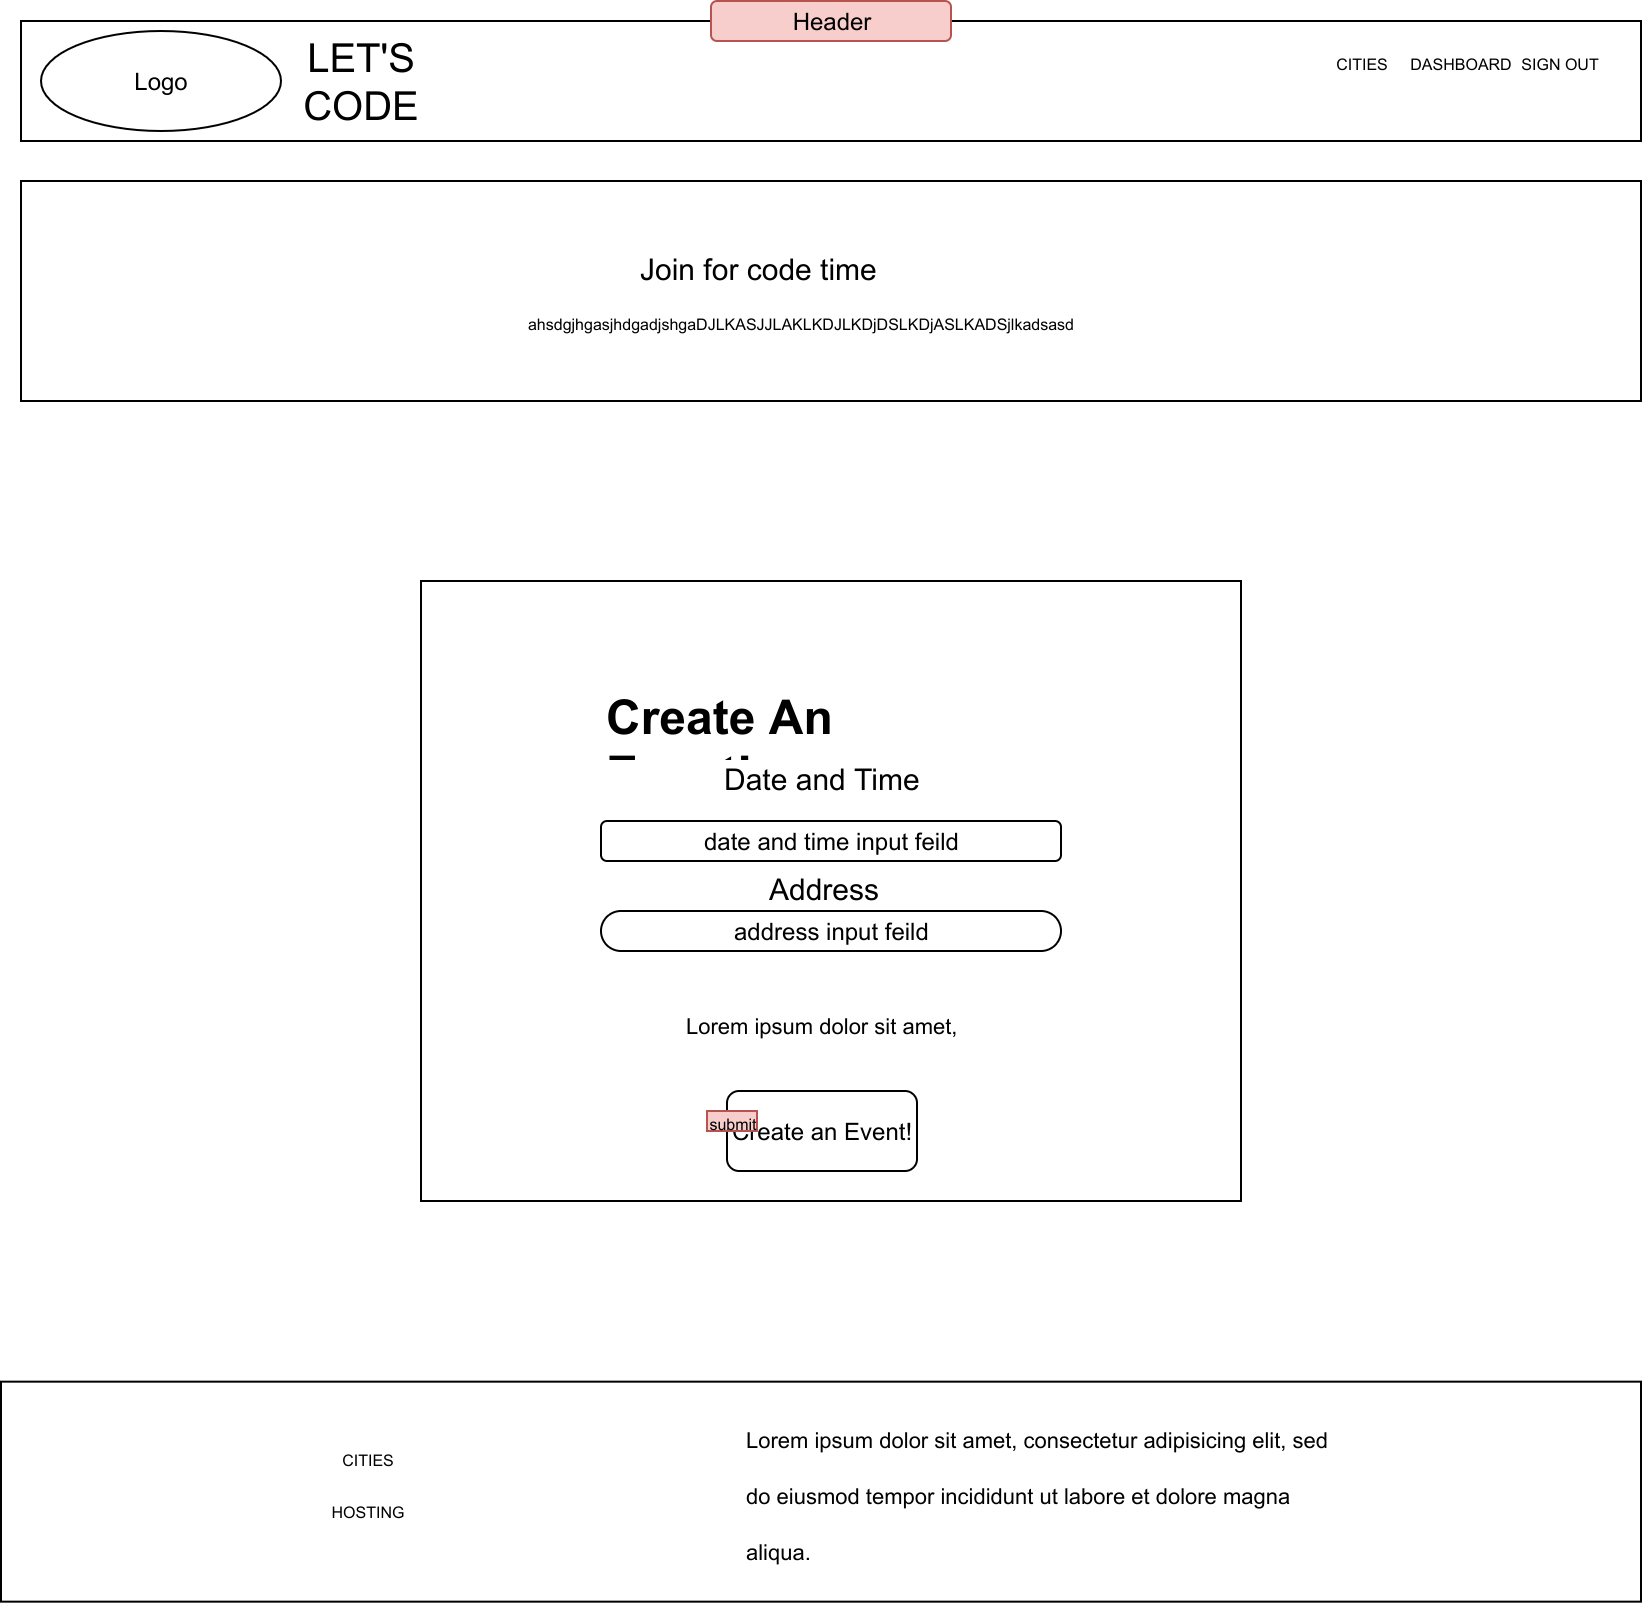 Header
Logo
LET'S
CODE
CITIES DASHBOARD SIGN OUT
Join for code time
ahsdgjhgasjhdgadjshgaDJLKASJJLAKLKDJLKDjDSLKDjASLKADSjlkadsasd
Create An
Date and Time
date and time input feild
Address
address input feild
Lorem ipsum dolor sit amet,
submit
Create an Event!
CITIES
HOSTING
Lorem ipsum dolor sit amet, consectetur adipisicing elit, sed
do eiusmod tempor incididunt ut labore et dolore magna
aliqua.